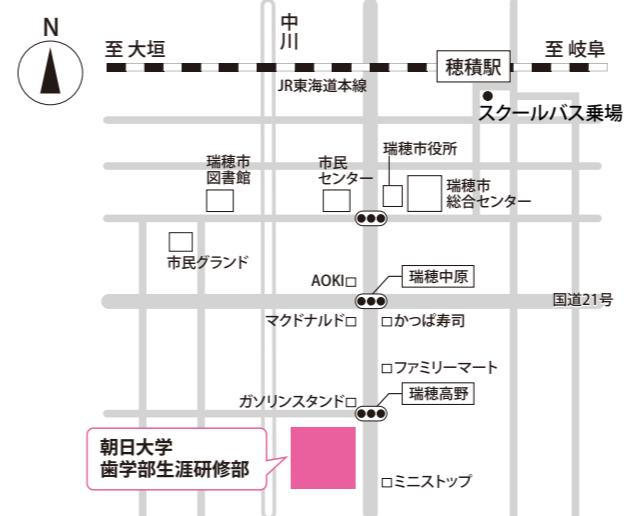 N
中
川
至 大垣
穂積駅
至 岐阜
JR東海道本線
スクールバス乗場
瑞穂市
図書館
市民
センター
瑞穂市役所
瑞穂市
総合センター
市民グランド
AOKI
瑞穂中原
国道21号
マクドナルド
かっぱ寿司
ファミリーマート
ガソリンスタンド
瑞穂高野
朝日大学
歯学部生涯研修部
ミニストップ